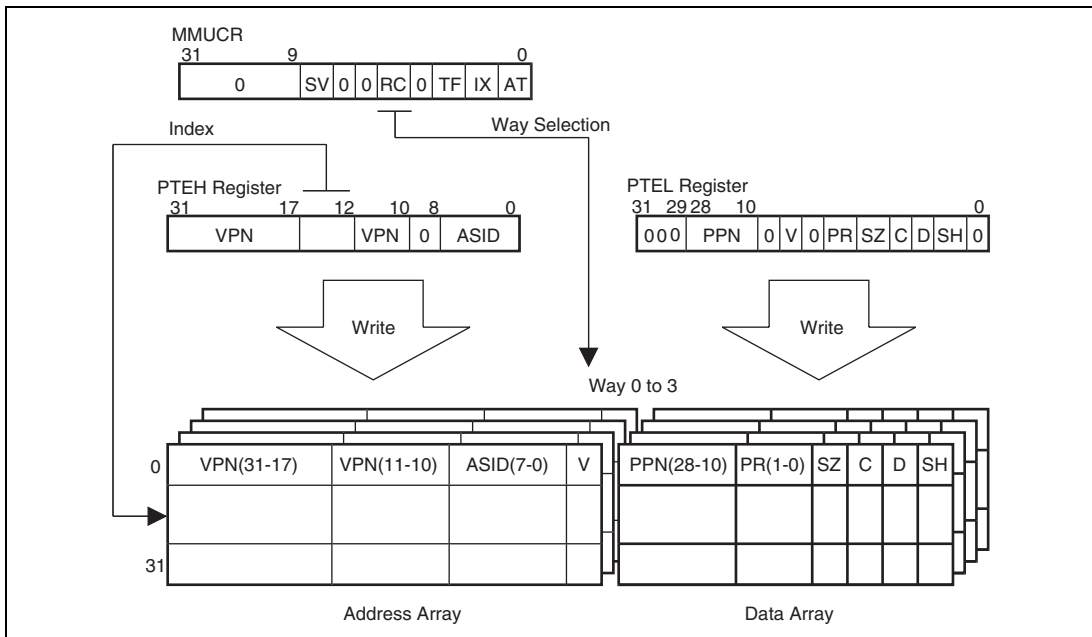 MMUCR
31 9 0
0 SV 0 0 RC 0 TF IX AT
Index
Way Selection
PTEH Register
31 17 12 10 8 0
VPN VPN 0 ASID
PTEL Register
31 29 28 10 0
0 0 0 PPN 0 V 0 PR SZ C D SH 0
Write
Write
Way 0 to 3
0 VPN(31-17) VPN(11-10) ASID(7-0) V
PPN(28-10) PR(1-0) SZ C D SH
31
Address Array
Data Array